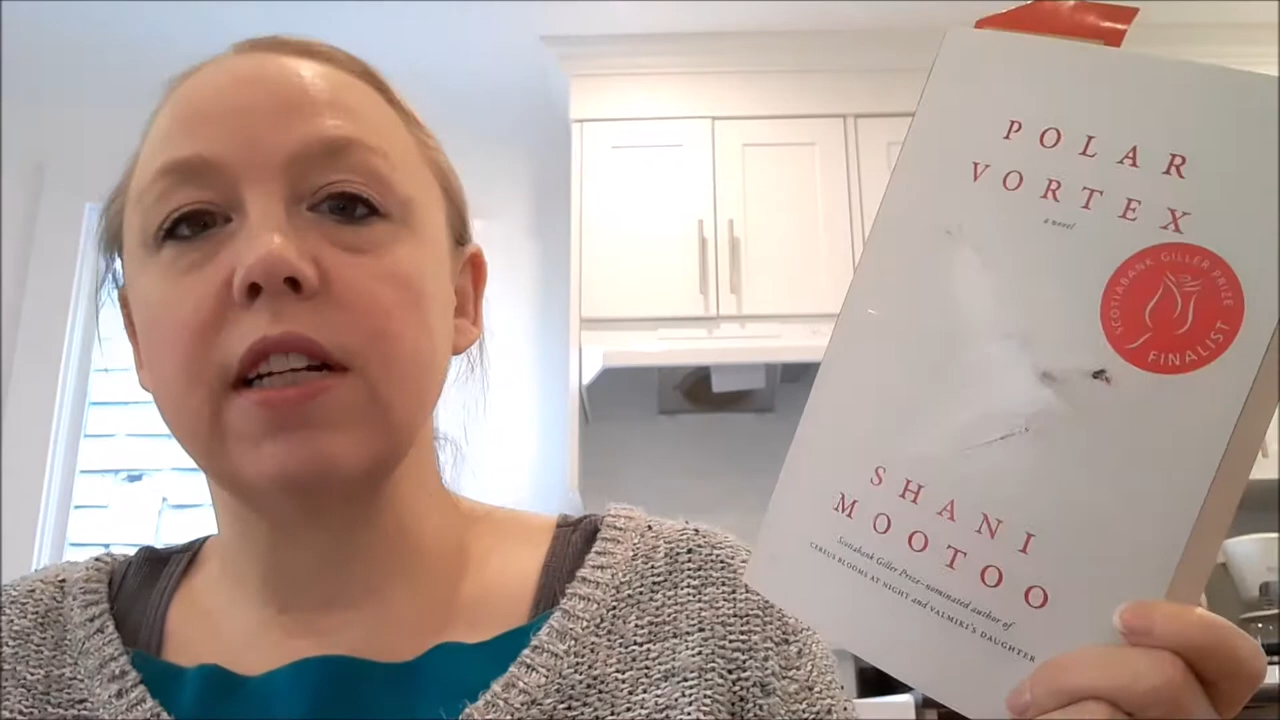 POLAR
VORTEX
a novel
SCOTIABANK GILLER PRIZE
FINALIST
SHANI
MOOTOO
Scotiabank Giller Prize–nominated author of
CEREUS BLOOMS AT NIGHT and VALMIKI'S DAUGHTER